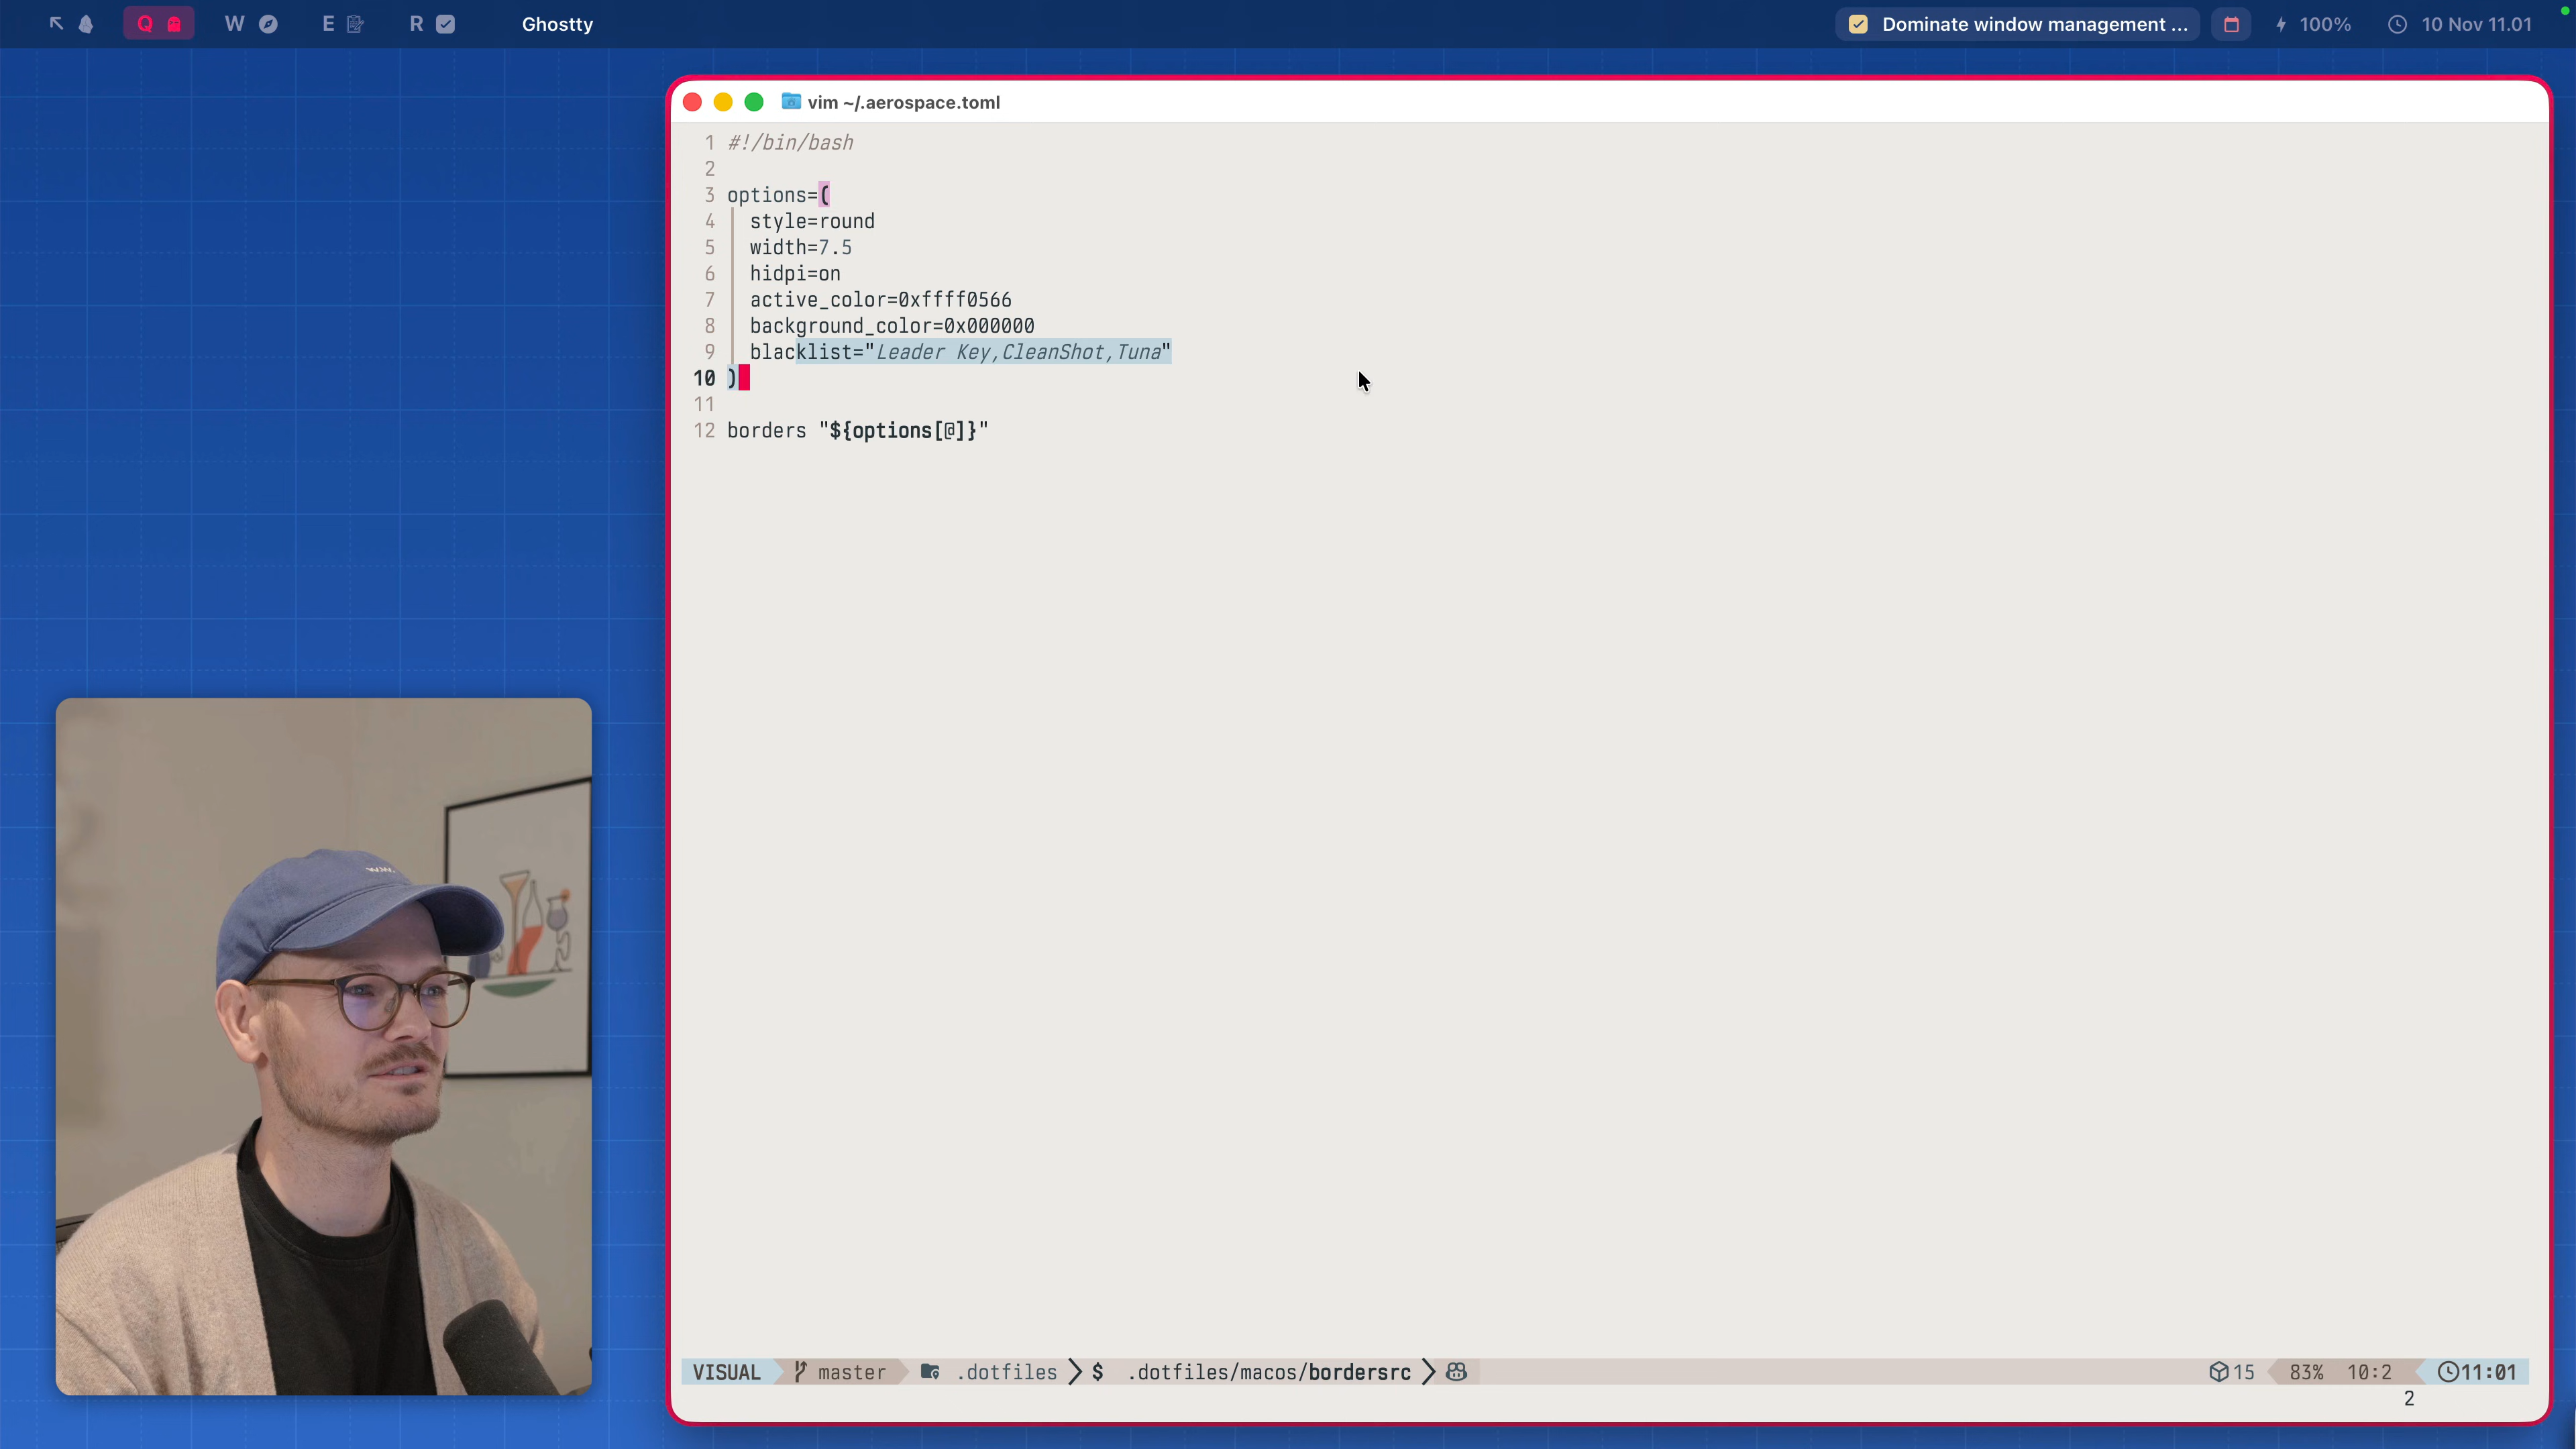 Q W E R Ghostty Dominate window management ... 100% 10 Nov 11.01
vim ~/.aerospace.toml
1 #!/bin/bash
2
3 options=(
4 style=round
5 width=7.5
6 hidpi=on
7 active_color=0xffff0566
8 background_color=0x000000
9 blacklist="Leader Key,CleanShot,Tuna"
10 )
11
12 borders "${options[@]}"
VISUAL master .dotfiles $ .dotfiles/macos/bordersrc 15 83% 10:2 11:01
2